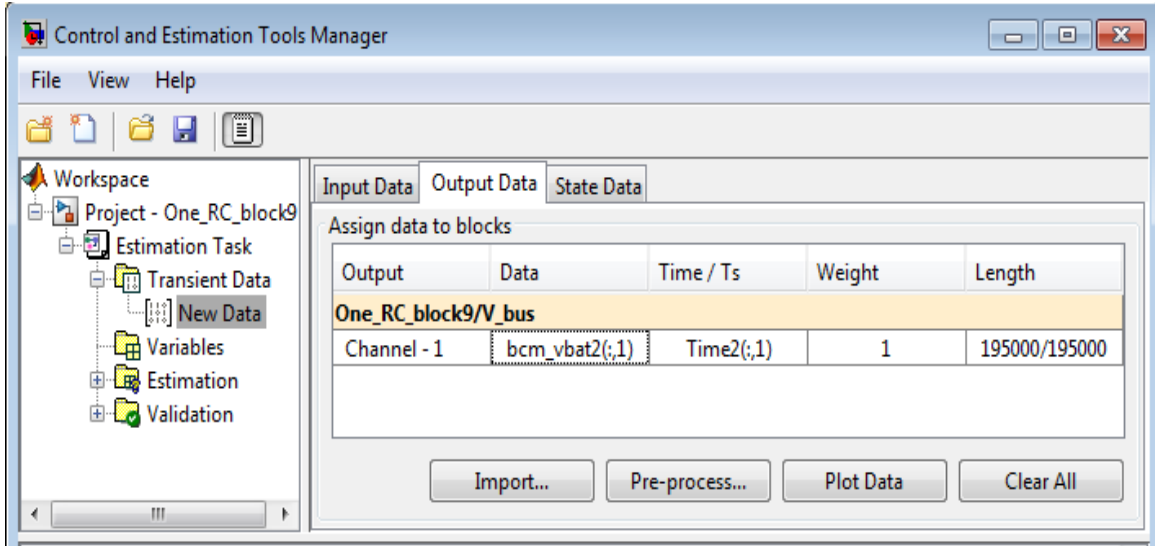 Control and Estimation Tools Manager
File View Help
Workspace
Project - One_RC_block9
Estimation Task
Transient Data
New Data
Variables
Estimation
Validation
Input Data Output Data State Data
Assign data to blocks
Output Data Time / Ts Weight Length
One_RC_block9/V_bus
Channel - 1 bcm_vbat2(:,1) Time2(:,1) 1 195000/195000
Import... Pre-process... Plot Data Clear All